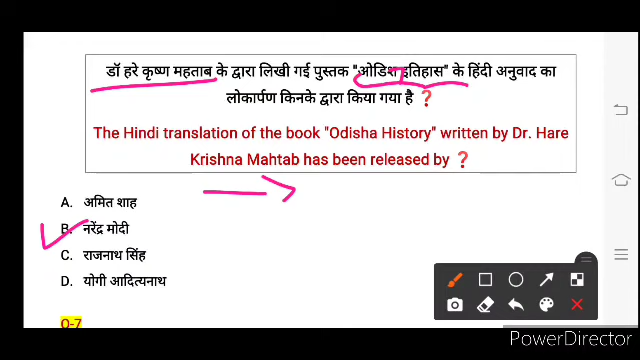 डॉ हरे कृष्ण महताब के द्वारा लिखी गई पुस्तक "ओडिशा इतिहास" के हिंदी अनुवाद का
लोकार्पण किनके द्वारा किया गया है ❓
The Hindi translation of the book "Odisha History" written by Dr. Hare
Krishna Mahtab has been released by ❓
A. अमित शाह
B. नरेंद्र मोदी
C. राजनाथ सिंह
D. योगी आदित्यनाथ
Q-7
PowerDirector